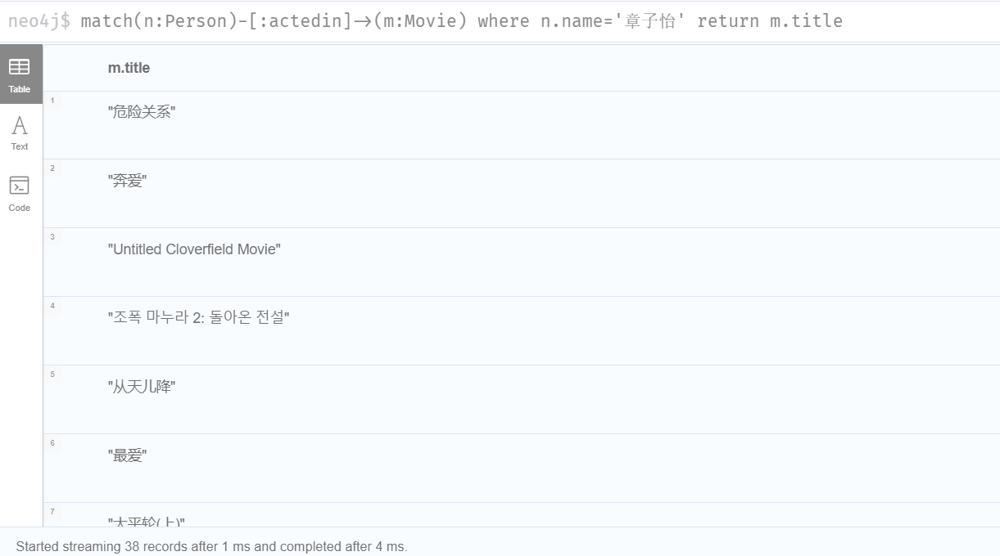 neo4j$ match(n:Person)-[:actedin]->(m:Movie) where n.name='章子怡' return m.title
Table
m.title
1
"危险关系"
Text
2
"奔爱"
Code
3
"Untitled Cloverfield Movie"
4
"조폭 마누라 2: 돌아온 전설"
5
"从天儿降"
6
"最爱"
7
"太平轮(上)"
Started streaming 38 records after 1 ms and completed after 4 ms.